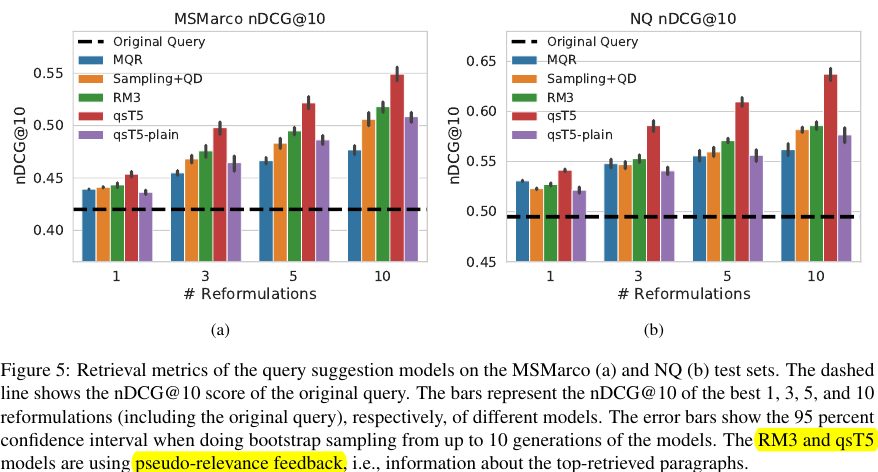 MSMarco nDCG@10
nDCG@10
0.55
0.50
0.45
0.40
Original Query
MQR
Sampling+QD
RM3
qsT5
qsT5-plain
1 3 5 10
# Reformulations
(a)
NQ nDCG@10
nDCG@10
0.65
0.60
0.55
0.50
0.45
Original Query
MQR
Sampling+QD
RM3
qsT5
qsT5-plain
1 3 5 10
# Reformulations
(b)
Figure 5: Retrieval metrics of the query suggestion models on the MSMarco (a) and NQ (b) test sets. The dashed
line shows the nDCG@10 score of the original query. The bars represent the nDCG@10 of the best 1, 3, 5, and 10
reformulations (including the original query), respectively, of different models. The error bars show the 95 percent
confidence interval when doing bootstrap sampling from up to 10 generations of the models. The RM3 and qsT5
models are using pseudo-relevance feedback, i.e., information about the top-retrieved paragraphs.